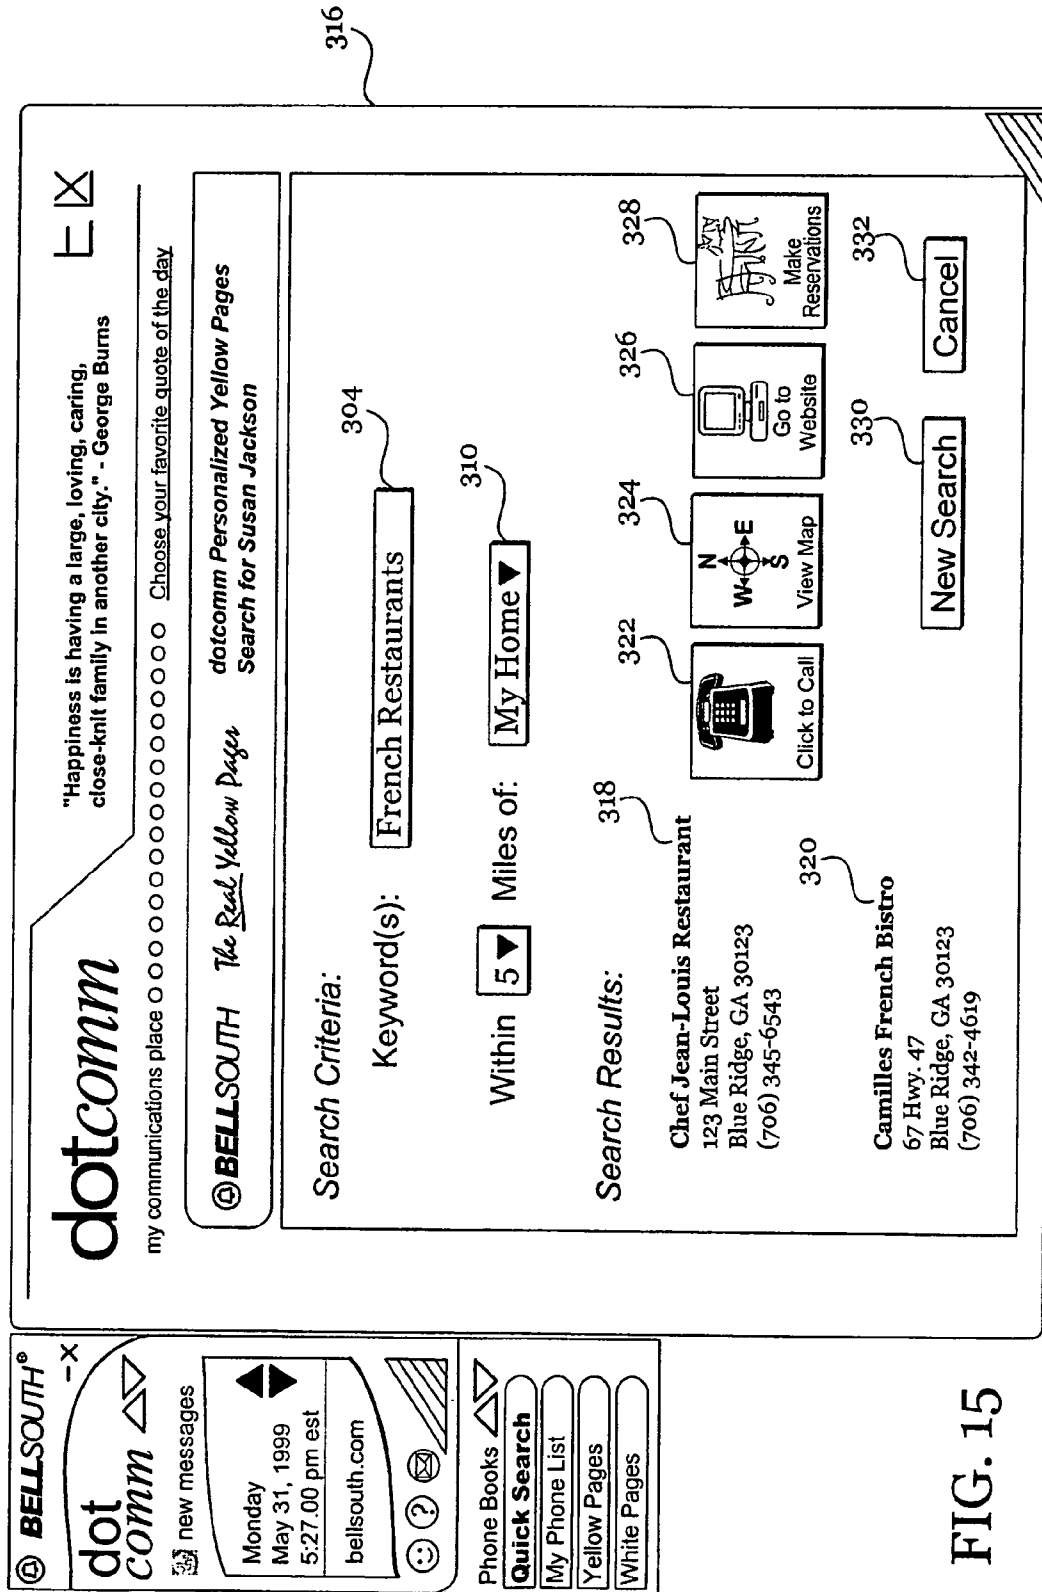 BELLSOUTH®
– X
dot
comm
new messages
Monday
May 31, 1999
5:27.00 pm est
bellsouth.com
?
Phone Books
Quick Search
My Phone List
Yellow Pages
White Pages
dotcomm
"Happiness is having a large, loving, caring,
close-knit family in another city." - George Burns
my communications place
Choose your favorite quote of the day
316
BELLSOUTH The Real Yellow Pages
dotcomm Personalized Yellow Pages
Search for Susan Jackson
Search Criteria:
Keyword(s): French Restaurants
304
Within 5 ▼ Miles of: My Home ▼
310
Search Results:
318
Chef Jean-Louis Restaurant
123 Main Street
Blue Ridge, GA 30123
(706) 345-6543
322
Click to Call
324
N
W E
S
View Map
326
Go to
Website
328
Make
Reservations
320
Camilles French Bistro
67 Hwy. 47
Blue Ridge, GA 30123
(706) 342-4619
330
New Search
332
Cancel
FIG. 15